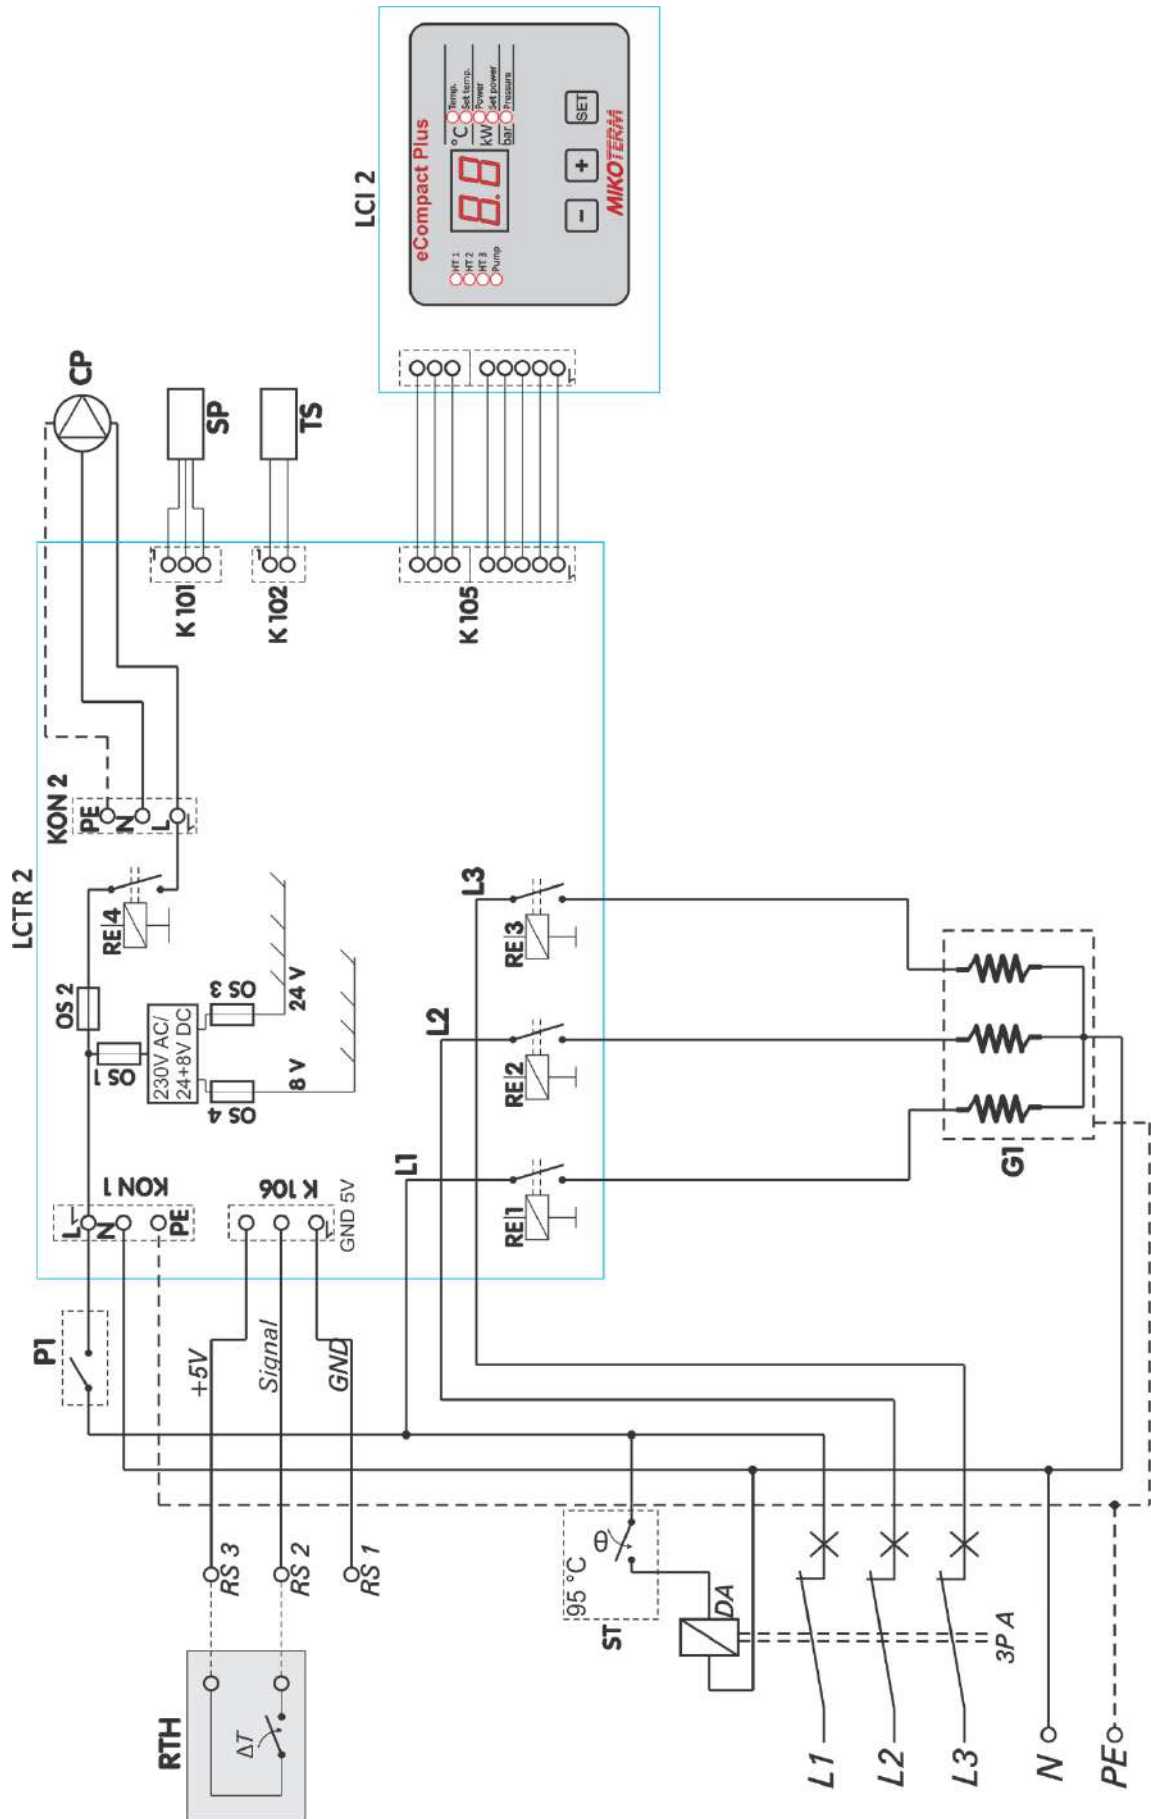 LCTR 2
LCI 2
eCompact Plus
HT 1
HT 2
HT 3
Pump
8.8
°C
kW
bar
Temp.
Set temp.
Power
Set power
Pressure
−
+
SET
MIKOTERM
CP
SP
TS
K 101
K 102
K 105
KON 2
PE
N
L
RE 4
OS 2
OS 1
230V AC/
24+8V DC
OS 3
OS 4
24 V
8 V
KON 1
L
N
PE
K 106
GND 5V
P1
+5V
Signal
GND
RS 3
RS 2
RS 1
RTH
ΔT
L1
L2
L3
RE 1
RE 2
RE 3
G1
95 °C
θ
ST
DA
3P A
L1
L2
L3
N
PE